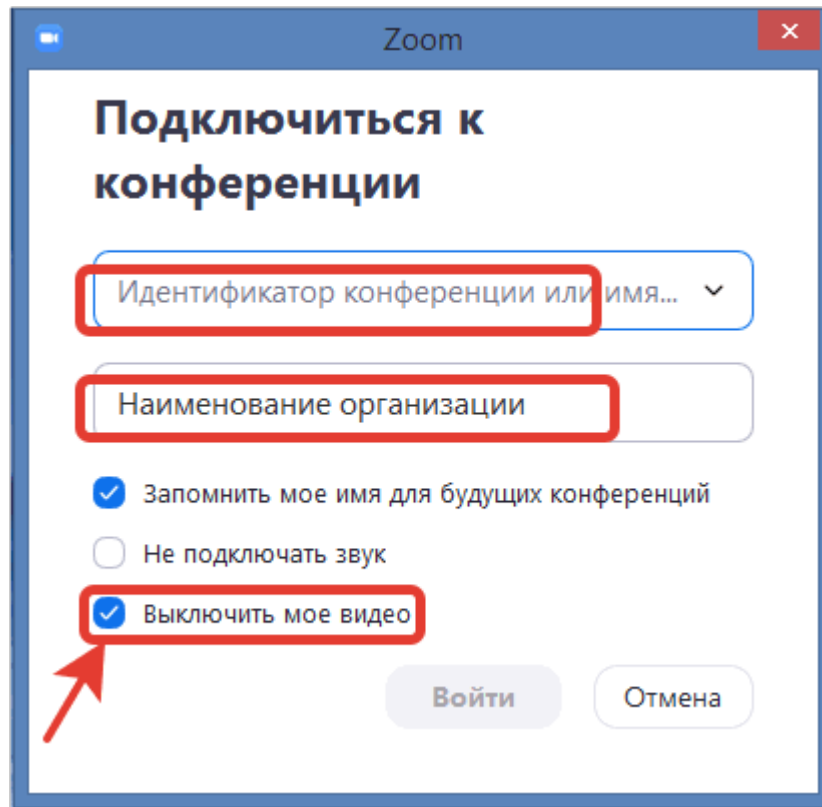 Zoom
Подключиться к
конференции
Идентификатор конференции или имя...
Наименование организации
Запомнить мое имя для будущих конференций
Не подключать звук
Выключить мое видео
Войти
Отмена